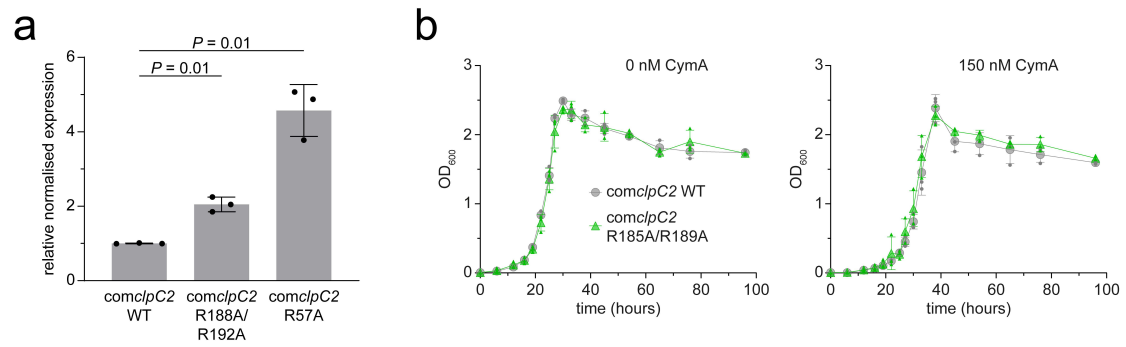 a
P = 0.01
P = 0.01
relative normalised expression
6
4
2
0
comclpC2
WT
comclpC2
R188A/
R192A
comclpC2
R57A
b
0 nM CymA
OD600
3
2
1
0
comclpC2 WT
comclpC2
R185A/R189A
0 20 40 60 80 100
time (hours)
150 nM CymA
OD600
3
2
1
0
0 20 40 60 80 100
time (hours)